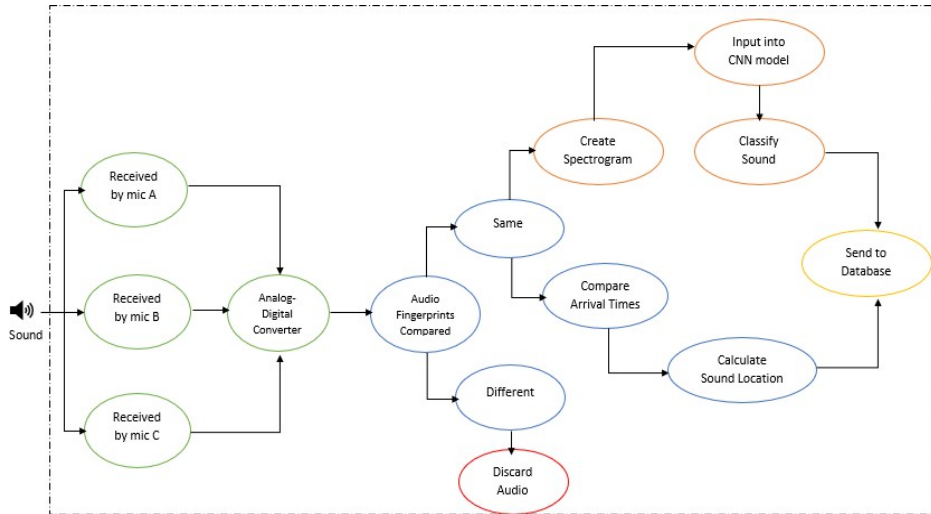 Sound
Received
by mic A
Received
by mic B
Received
by mic C
Analog-
Digital
Converter
Audio
Fingerprints
Compared
Same
Different
Discard
Audio
Create
Spectrogram
Input into
CNN model
Classify
Sound
Compare
Arrival Times
Calculate
Sound Location
Send to
Database